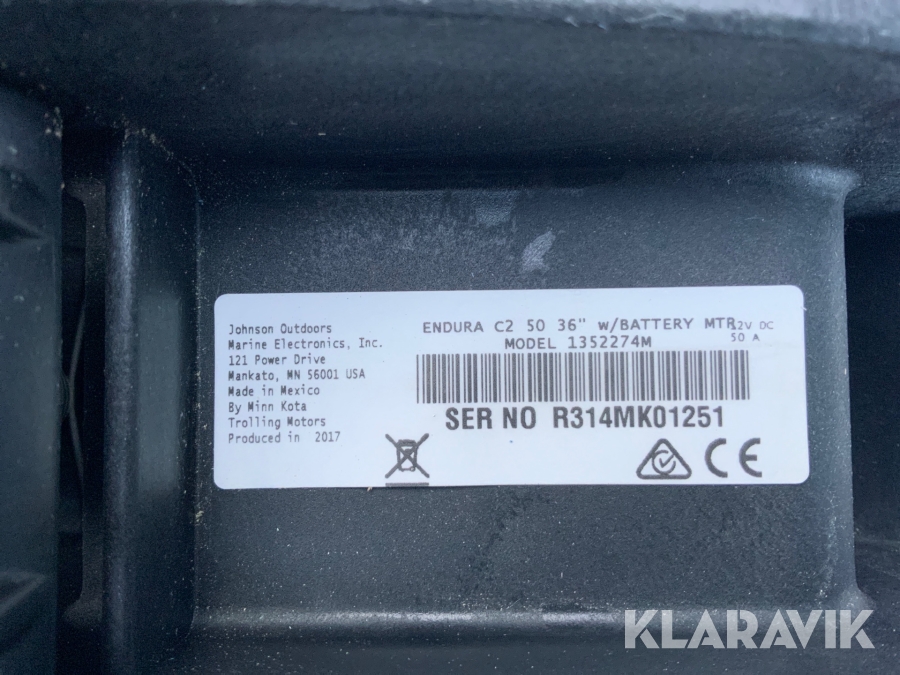 Johnson Outdoors
Marine Electronics, Inc.
121 Power Drive
Mankato, MN 56001 USA
Made in Mexico
By Minn Kota
Trolling Motors
Produced in 2017
ENDURA C2 50 36" w/BATTERY MTR
12V DC
50 A
MODEL 1352274M
SER NO R314MK01251
CE
KLARAVIK